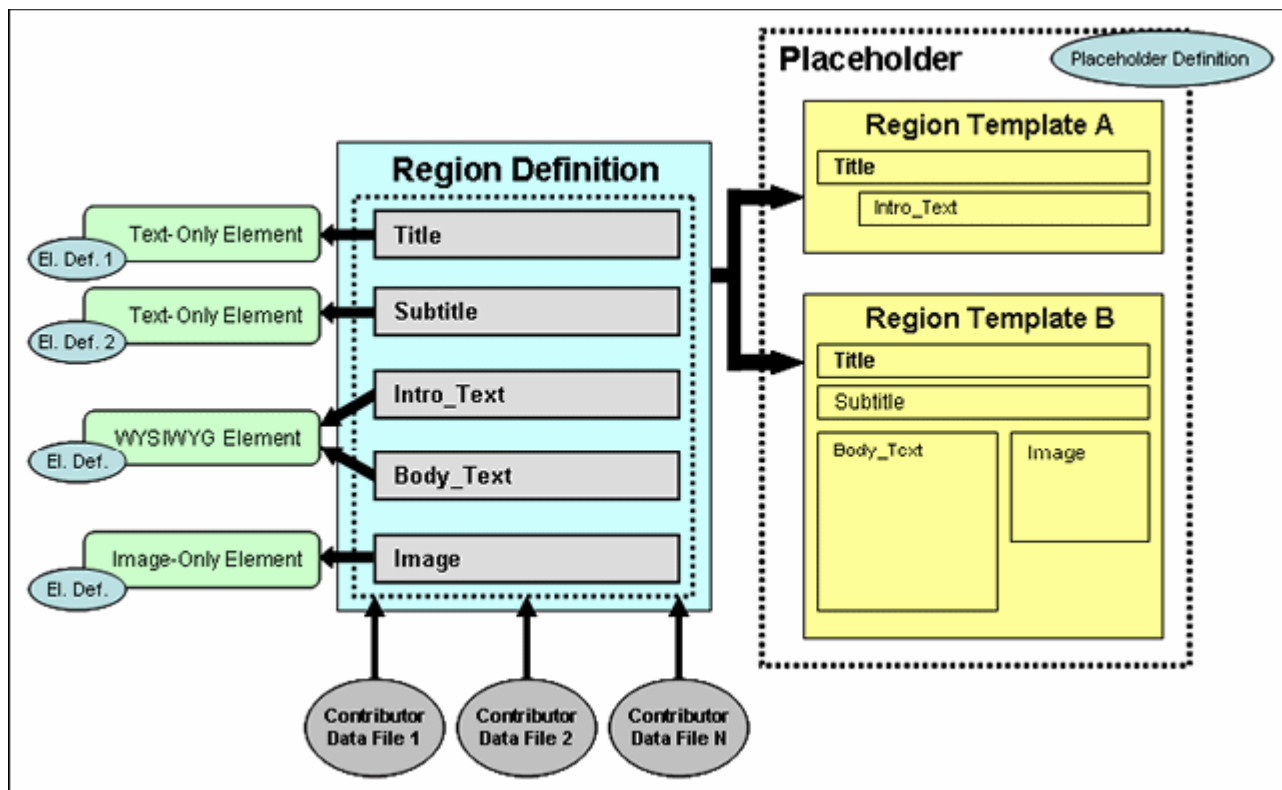 Placeholder
Placeholder Definition
Region Template A
Title
Intro_Text
Region Template B
Title
Subtitle
Body_Text
Image
Region Definition
Title
Subtitle
Intro_Text
Body_Text
Image
Text-Only Element
El. Def. 1
Text-Only Element
El. Def. 2
WYSIWYG Element
El. Def.
Image-Only Element
El. Def.
Contributor
Data File 1
Contributor
Data File 2
Contributor
Data File N